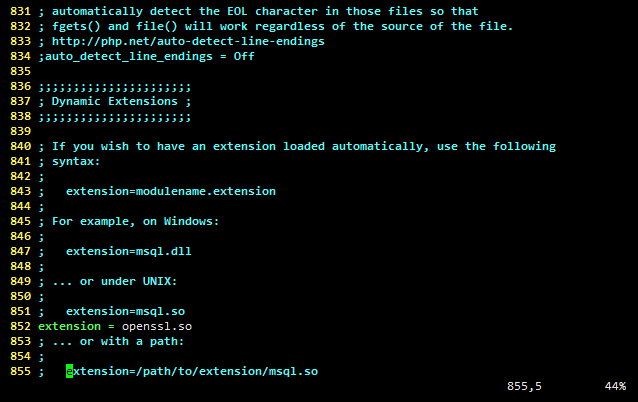 831 ; automatically detect the EOL character in those files so that
832 ; fgets() and file() will work regardless of the source of the file.
833 ; http://php.net/auto-detect-line-endings
834 ;auto_detect_line_endings = Off
835
836 ;;;;;;;;;;;;;;;;;;;;;;
837 ; Dynamic Extensions ;
838 ;;;;;;;;;;;;;;;;;;;;;;
839
840 ; If you wish to have an extension loaded automatically, use the following
841 ; syntax:
842 ;
843 ;   extension=modulename.extension
844 ;
845 ; For example, on Windows:
846 ;
847 ;   extension=msql.dll
848 ;
849 ; ... or under UNIX:
850 ;
851 ;   extension=msql.so
852 extension = openssl.so
853 ; ... or with a path:
854 ;
855 ;   extension=/path/to/extension/msql.so
855,5 44%